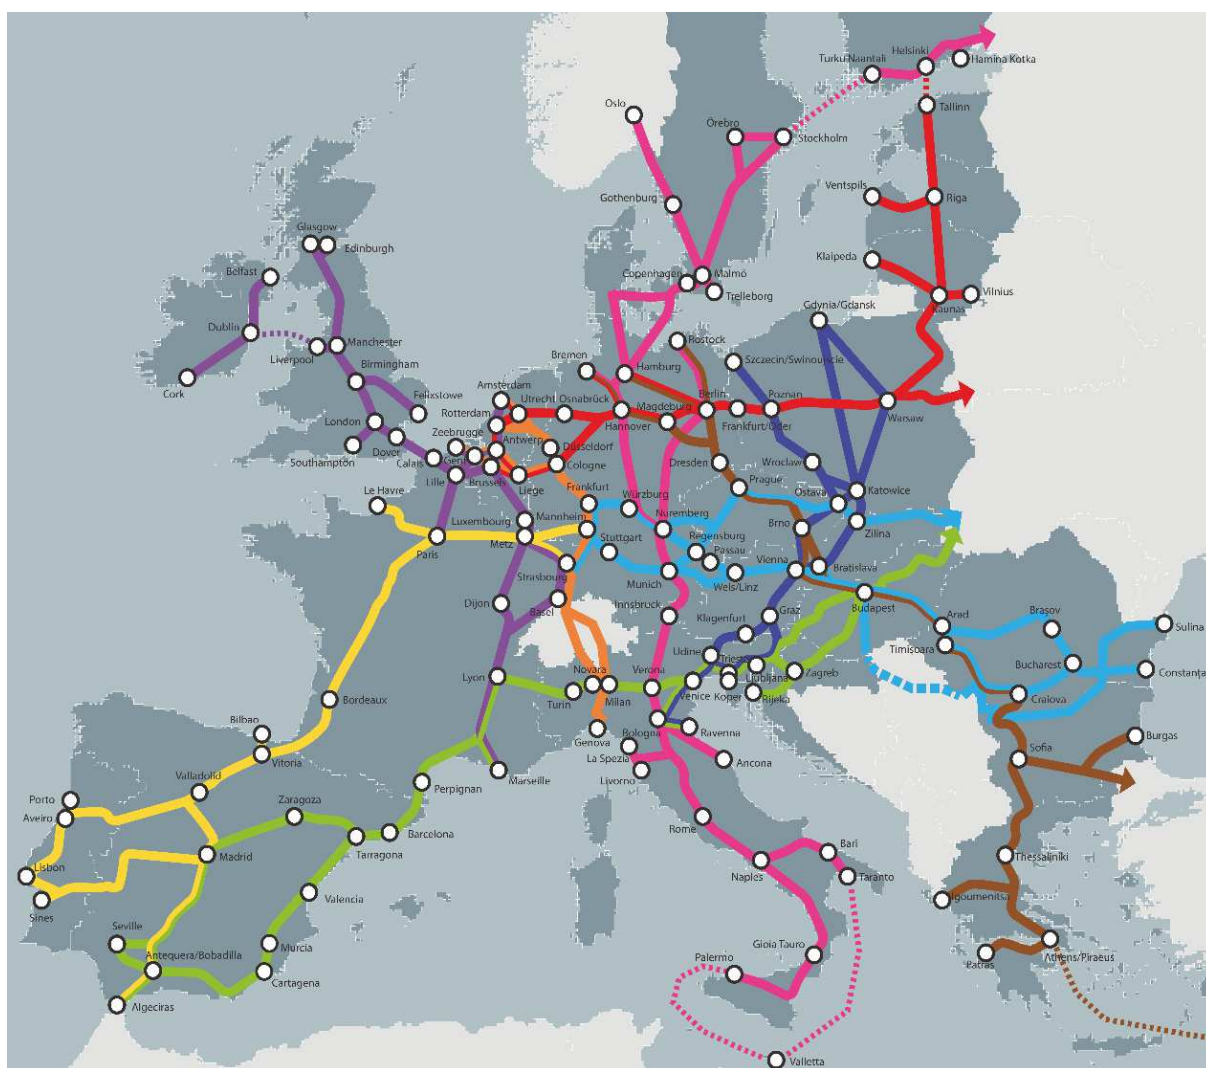 Helsinki
Turku Naantali
Hamina Kotka
Oslo
Örebro
Stockholm
Tallinn
Ventspils
Riga
Gothenburg
Glasgow
Edinburgh
Klaipeda
Belfast
Copenhagen
Malmö
Trelleborg
Vilnius
Kaunas
Gdynia/Gdansk
Dublin
Liverpool
Manchester
Rostock
Bremen
Hamburg
Szczecin/Swinoujscie
Birmingham
Cork
Felixstowe
Amsterdam
Utrecht
Osnabrück
Magdeburg
Berlin
Poznan
Rotterdam
London
Zeebrugge
Hannover
Frankfurt/Oder
Warsaw
Southampton
Dover
Calais
Gent
Antwerp
Düsseldorf
Cologne
Dresden
Wroclaw
Lille
Brussels
Liege
Prague
Le Havre
Frankfurt
Würzburg
Ostava
Katowice
Luxembourg
Mannheim
Nuremberg
Brno
Paris
Metz
Stuttgart
Regensburg
Zilina
Passau
Strasbourg
Munich
Wels/Linz
Vienna
Bratislava
Dijon
Basel
Innsbruck
Budapest
Klagenfurt
Graz
Arad
Braşov
Sulina
Udine
Timişoara
Lyon
Novara
Verona
Triest
Ljubljana
Zagreb
Bucharest
Constanţa
Turin
Milan
Venice
Koper
Rijeka
Craiova
Bordeaux
Bilbao
Genova
Bologna
Ravenna
Vitoria
La Spezia
Ancona
Sofia
Burgas
Valladolid
Marseille
Livorno
Perpignan
Porto
Aveiro
Zaragoza
Rome
Madrid
Tarragona
Barcelona
Bari
Thessaliniki
Lisbon
Naples
Taranto
Valencia
Igoumenitsa
Sines
Seville
Murcia
Gioia Tauro
Antequera/Bobadilla
Palermo
Patras
Athens/Piraeus
Cartagena
Algeciras
Valletta